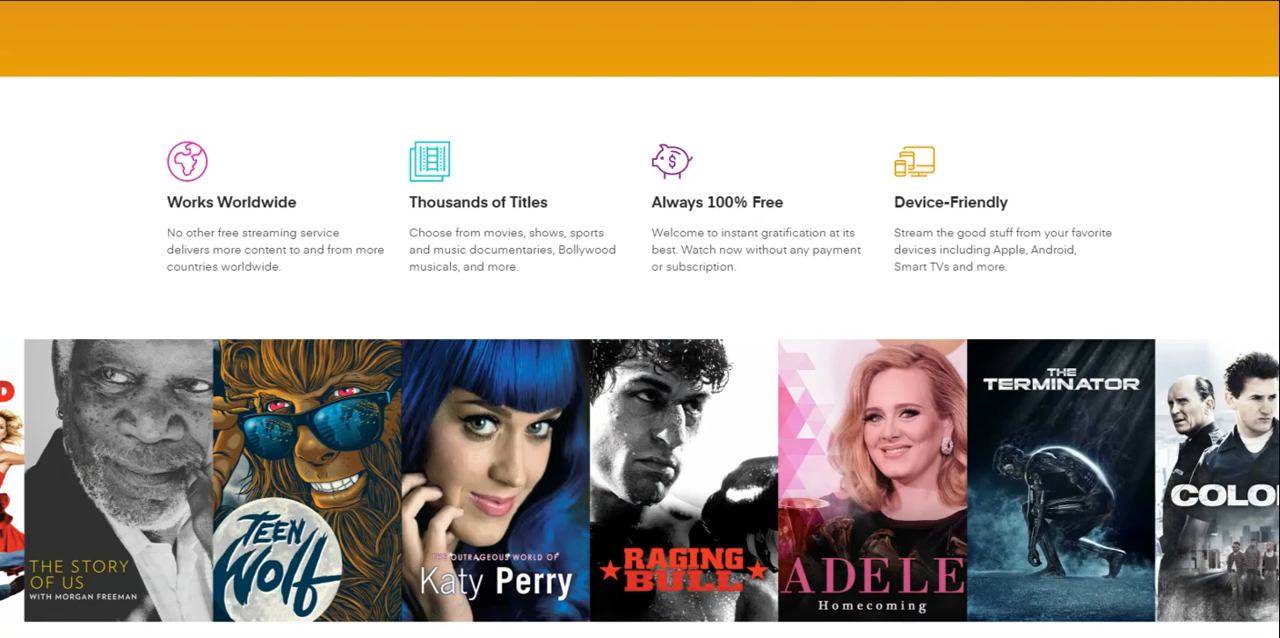 Works Worldwide
No other free streaming service
delivers more content to and from more
countries worldwide.
Thousands of Titles
Choose from movies, shows, sports
and music documentaries, Bollywood
musicals, and more.
Always 100% Free
Welcome to instant gratification at its
best. Watch now without any payment
or subscription.
Device-Friendly
Stream the good stuff from your favorite
devices including Apple, Android,
Smart TVs and more.
D
THE STORY
OF US
WITH MORGAN FREEMAN
TEEN
Wolf
THE OUTRAGEOUS WORLD OF
Katy Perry
RAGING
BULL
ADELE
Homecoming
THE
TERMINATOR
COLO